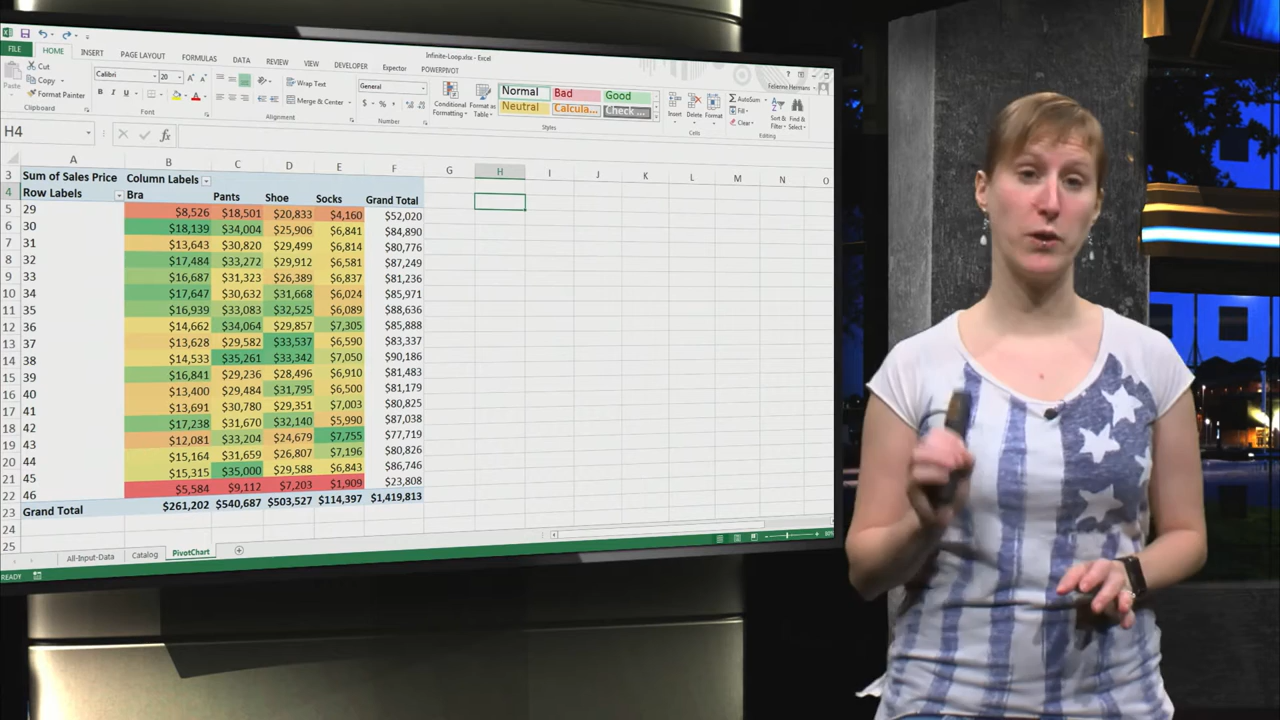 Infinite-Loop.xlsx - Excel
FILE HOME INSERT PAGE LAYOUT FORMULAS DATA REVIEW VIEW DEVELOPER Expector POWERPIVOT
Felienne Hermans
Cut
Copy
Format Painter
Clipboard
Calibri 20
B I U
Font
Wrap Text
Merge & Center
Alignment
General
$ % ,
Number
Conditional Formatting
Format as Table
Normal Bad Good
Neutral Calcula... Check ...
Styles
Insert Delete Format
Cells
AutoSum
Fill
Clear
Sort & Filter
Find & Select
Editing
H4 fx
A B C D E F G H I J K L M N O
3 Sum of Sales Price Column Labels
4 Row Labels Bra Pants Shoe Socks Grand Total
5 29 $8,526 $18,501 $20,833 $4,160 $52,020
6 30 $18,139 $34,004 $25,906 $6,841 $84,890
7 31 $13,643 $30,820 $29,499 $6,814 $80,776
8 32 $17,484 $33,272 $29,912 $6,581 $87,249
9 33 $16,687 $31,323 $26,389 $6,837 $81,236
10 34 $17,647 $30,632 $31,668 $6,024 $85,971
11 35 $16,939 $33,083 $32,525 $6,089 $88,636
12 36 $14,662 $34,064 $29,857 $7,305 $85,888
13 37 $13,628 $29,582 $33,537 $6,590 $83,337
14 38 $14,533 $35,261 $33,342 $7,050 $90,186
15 39 $16,841 $29,236 $28,496 $6,910 $81,483
16 40 $13,400 $29,484 $31,795 $6,500 $81,179
17 41 $13,691 $30,780 $29,351 $7,003 $80,825
18 42 $17,238 $31,670 $32,140 $5,990 $87,038
19 43 $12,081 $33,204 $24,679 $7,755 $77,719
20 44 $15,164 $31,659 $26,807 $7,196 $80,826
21 45 $15,315 $35,000 $29,588 $6,843 $86,746
22 46 $5,584 $9,112 $7,203 $1,909 $23,808
23 Grand Total $261,202 $540,687 $503,527 $114,397 $1,419,813
24
25
All-Input-Data Catalog PivotChart
READY